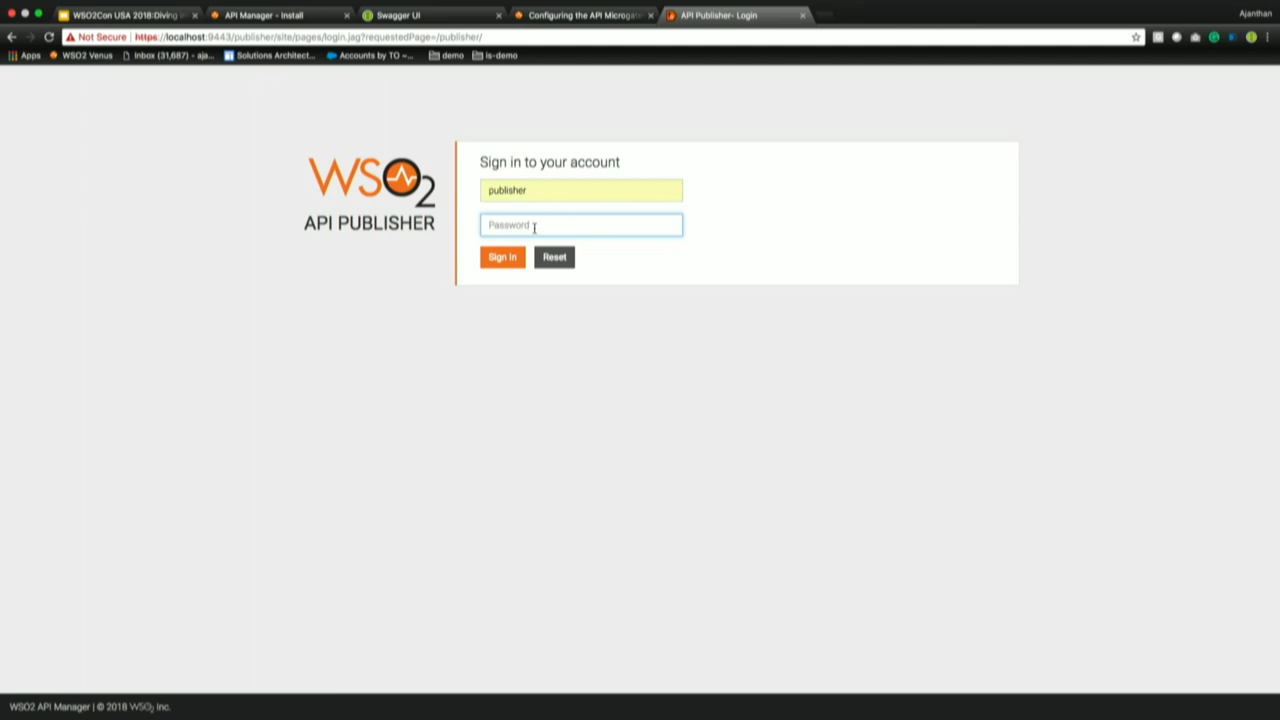 WSO2Con USA 2018:Diving in
API Manager - Install
Swagger UI
Configuring the API Microgate
API Publisher- Login
Ajanthan
Not Secure https://localhost:9443/publisher/site/pages/login.jag?requestedPage=/publisher/
Apps WSO2 Venus Inbox (31,687) - aja... Solutions Architect... Accounts by TO –... demo is-demo
WSO2
API PUBLISHER
Sign in to your account
publisher
Password
Sign In Reset
WSO2 API Manager | © 2018 WSO2 Inc.